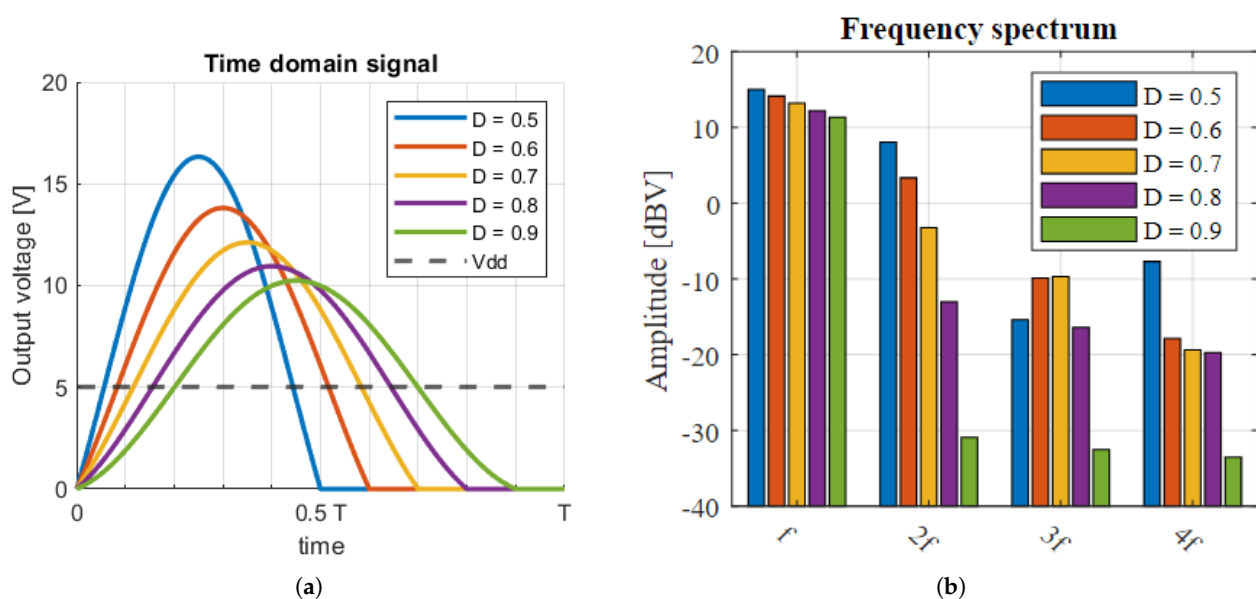 Time domain signal
Output voltage [V]
20
15
10
5
0
0
0.5 T
T
time
D = 0.5
D = 0.6
D = 0.7
D = 0.8
D = 0.9
Vdd
(a)
Frequency spectrum
Amplitude [dBV]
20
10
0
-10
-20
-30
-40
f
2f
3f
4f
D = 0.5
D = 0.6
D = 0.7
D = 0.8
D = 0.9
(b)